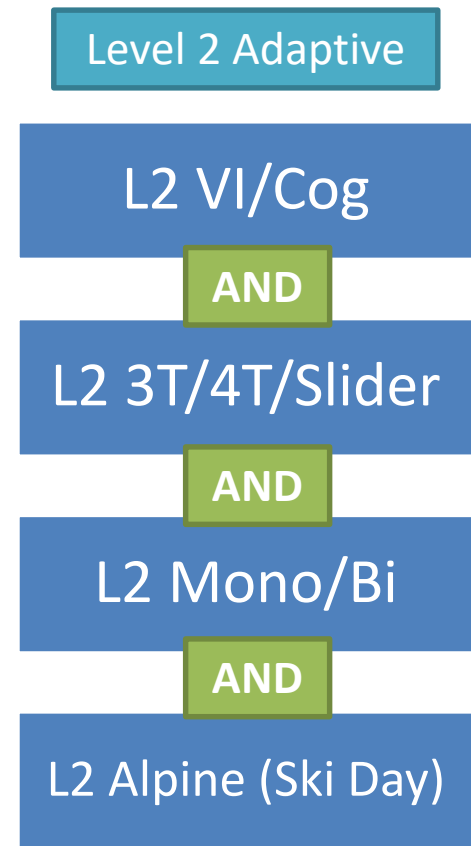 Level 2 Adaptive
L2 VI/Cog
AND
L2 3T/4T/Slider
AND
L2 Mono/Bi
AND
L2 Alpine (Ski Day)